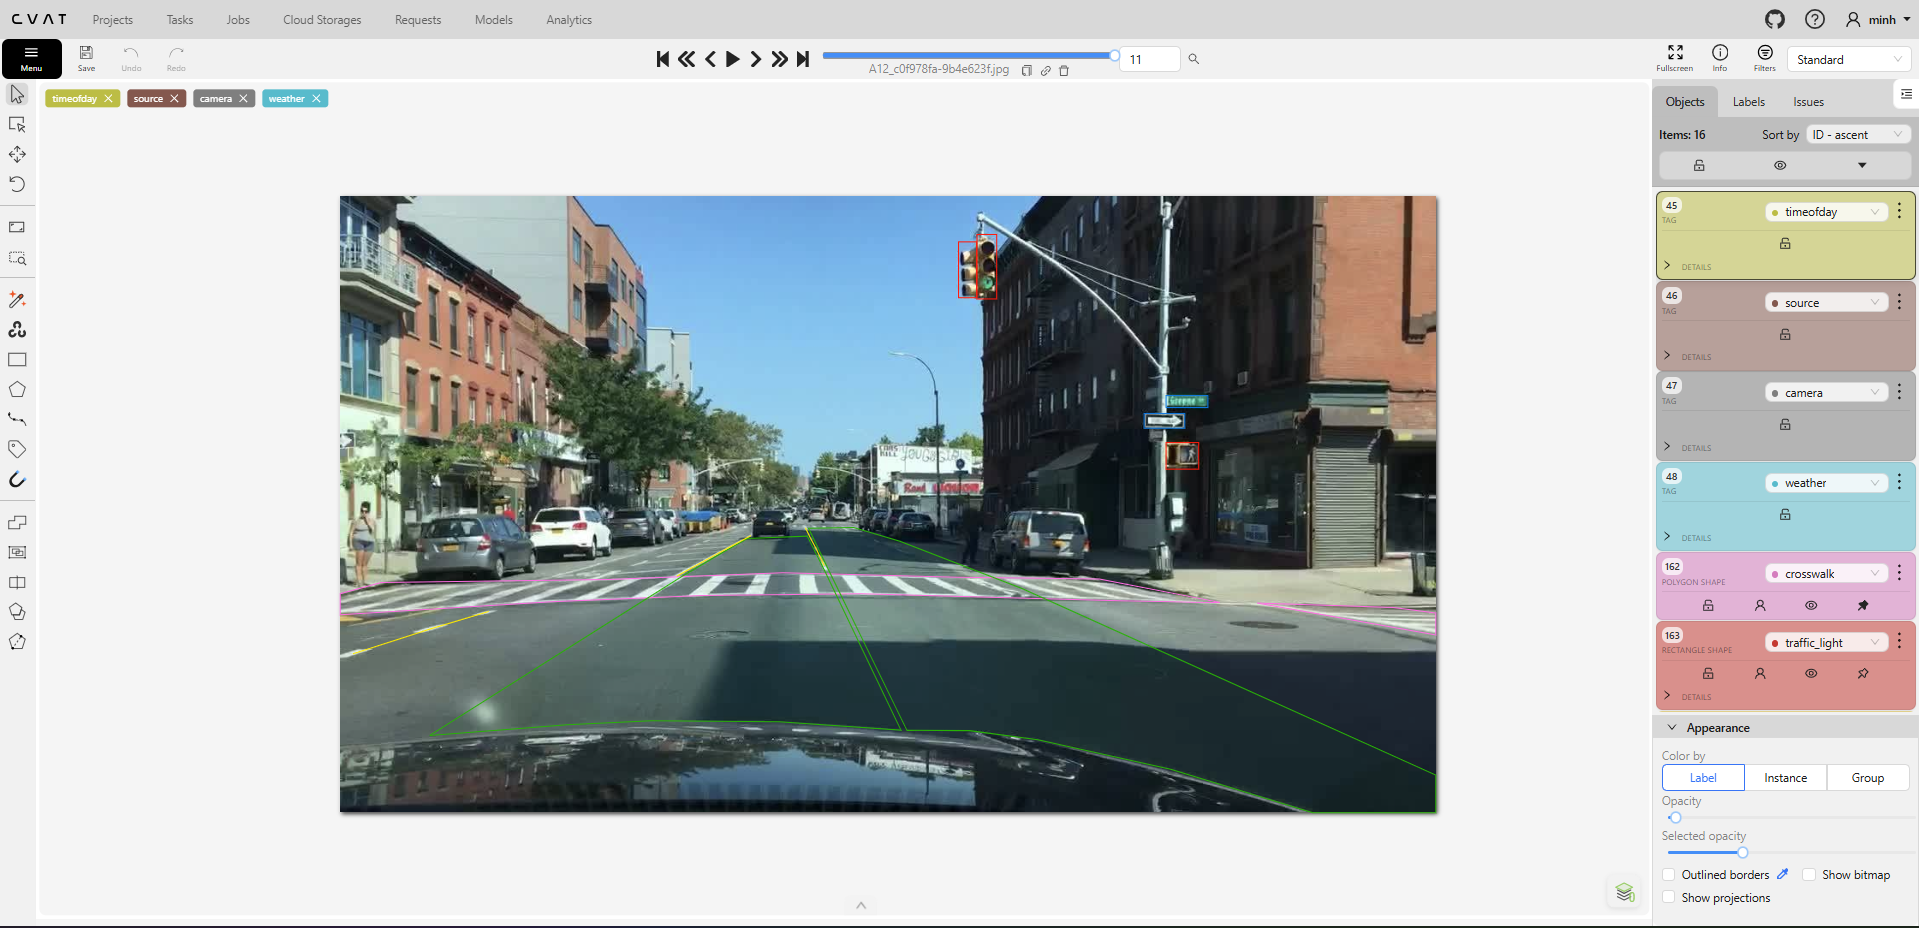 CVAT Projects Tasks Jobs Cloud Storages Requests Models Analytics minh
Menu Save Undo Redo 11 Fullscreen Info Filters Standard
A12_c0f978fa-9b4e623f.jpg
timeofday source camera weather
Objects Labels Issues
Items: 16 Sort by ID - ascent
45 timeofday
TAG
DETAILS
46 source
TAG
DETAILS
47 camera
TAG
DETAILS
48 weather
TAG
DETAILS
162 crosswalk
POLYGON SHAPE
163 traffic_light
RECTANGLE SHAPE
DETAILS
Appearance
Color by
Label Instance Group
Opacity
Selected opacity
Outlined borders Show bitmap
Show projections
Greene
LIQUOR